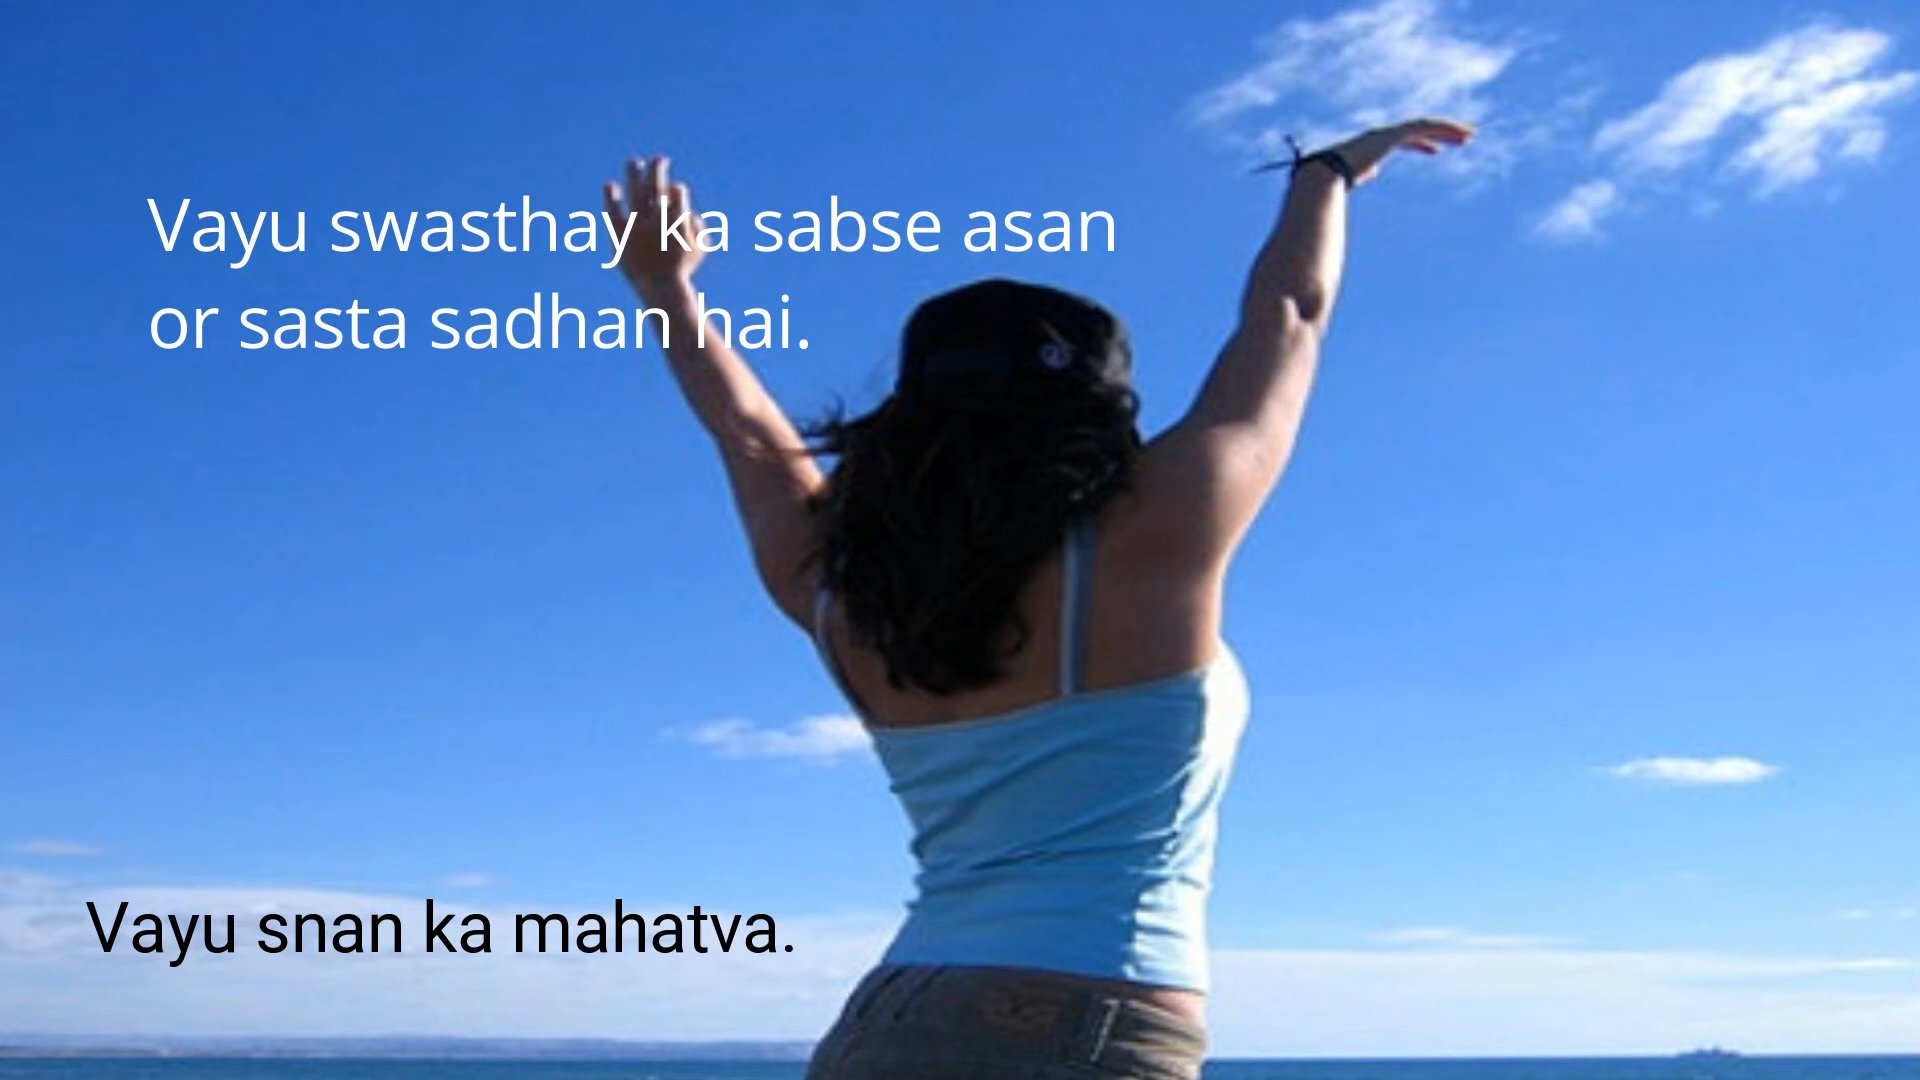 Vayu swasthay ka sabse asan
or sasta sadhan hai.
Vayu snan ka mahatva.